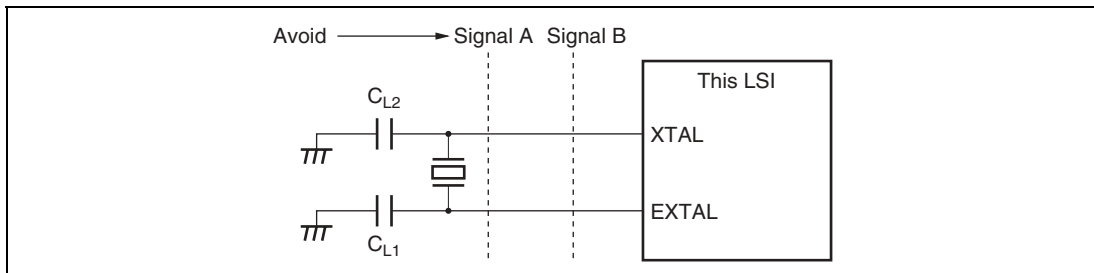 Avoid Signal A Signal B
This LSI
CL2
XTAL
EXTAL
CL1